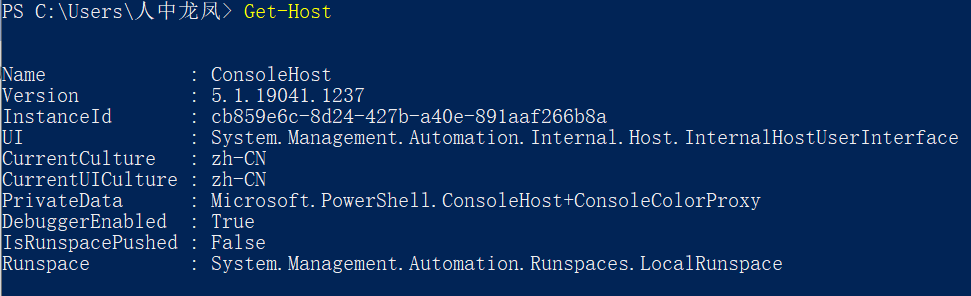 PS C:\Users\人中龙凤> Get-Host
Name : ConsoleHost
Version : 5.1.19041.1237
InstanceId : cb859e6c-8d24-427b-a40e-891aaf266b8a
UI : System.Management.Automation.Internal.Host.InternalHostUserInterface
CurrentCulture : zh-CN
CurrentUICulture : zh-CN
PrivateData : Microsoft.PowerShell.ConsoleHost+ConsoleColorProxy
DebuggerEnabled : True
IsRunspacePushed : False
Runspace : System.Management.Automation.Runspaces.LocalRunspace